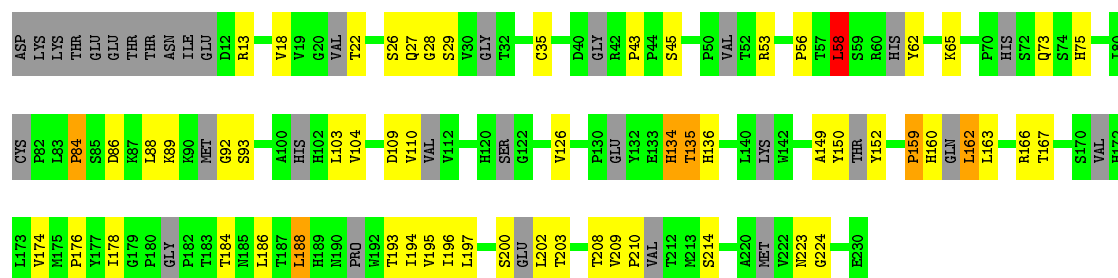 ASP LYS LYS THR GLU GLU THR THR ASN ILE GLU D12 R13 V18 V19 G20 VAL T22 S26 Q27 G28 S29 V30 GLY T32 C35 D40 GLY R42 P43 P44 S45 P50 VAL T52 R53 P56 T57 L58 S59 R60 HIS Y62 K65 P70 HIS S72 Q73 S74 H75 I80
CYS P82 L83 P84 S85 D86 K87 L88 K89 K90 MET G92 S93 A100 HIS H102 L103 V104 D109 V110 VAL V112 H120 SER G122 V126 P130 GLU Y132 E133 H134 T135 H136 L140 LYS W142 A149 Y150 THR Y152 P159 H160 GLN L162 L163 R166 T167 S170 VAL H172
L173 V174 M175 P176 Y177 I178 G179 P180 GLY P182 T183 T184 N185 L186 T187 L188 H189 N190 PRO W192 T193 I194 V195 I196 L197 S200 GLU L202 T203 T208 V209 P210 VAL T212 M213 S214 A220 MET V222 N223 G224 E230